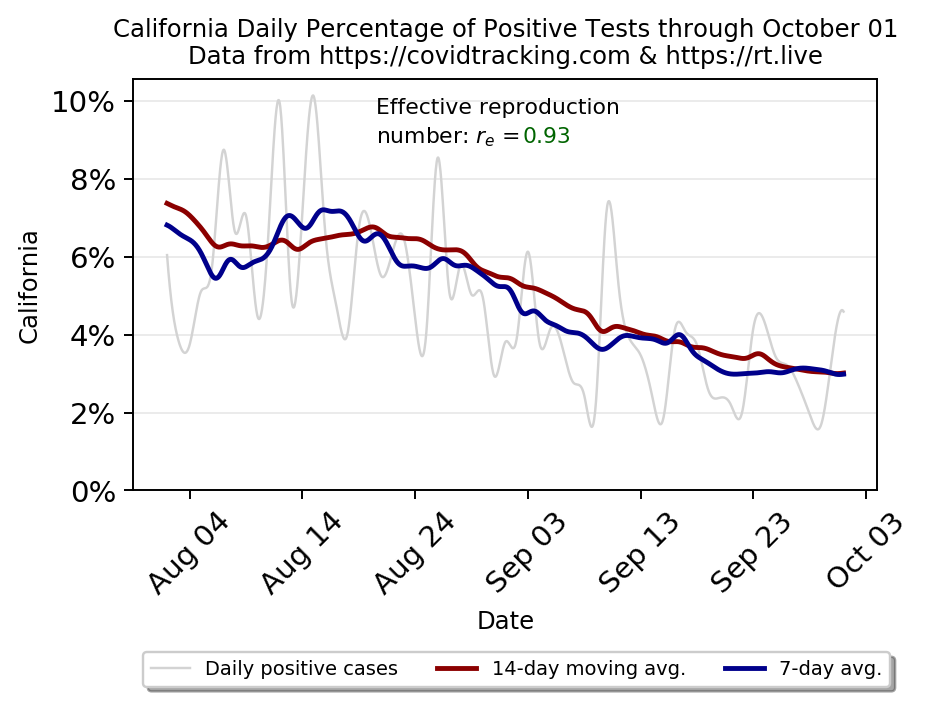 California Daily Percentage of Positive Tests through October 01
Data from https://covidtracking.com & https://rt.live
Effective reproduction
number: rₑ =0.93
10%
8%
6%
4%
2%
0%
California
Aug 04
Aug 14
Aug 24
Sep 03
Sep 13
Sep 23
Oct 03
Date
Daily positive cases
14-day moving avg.
7-day avg.